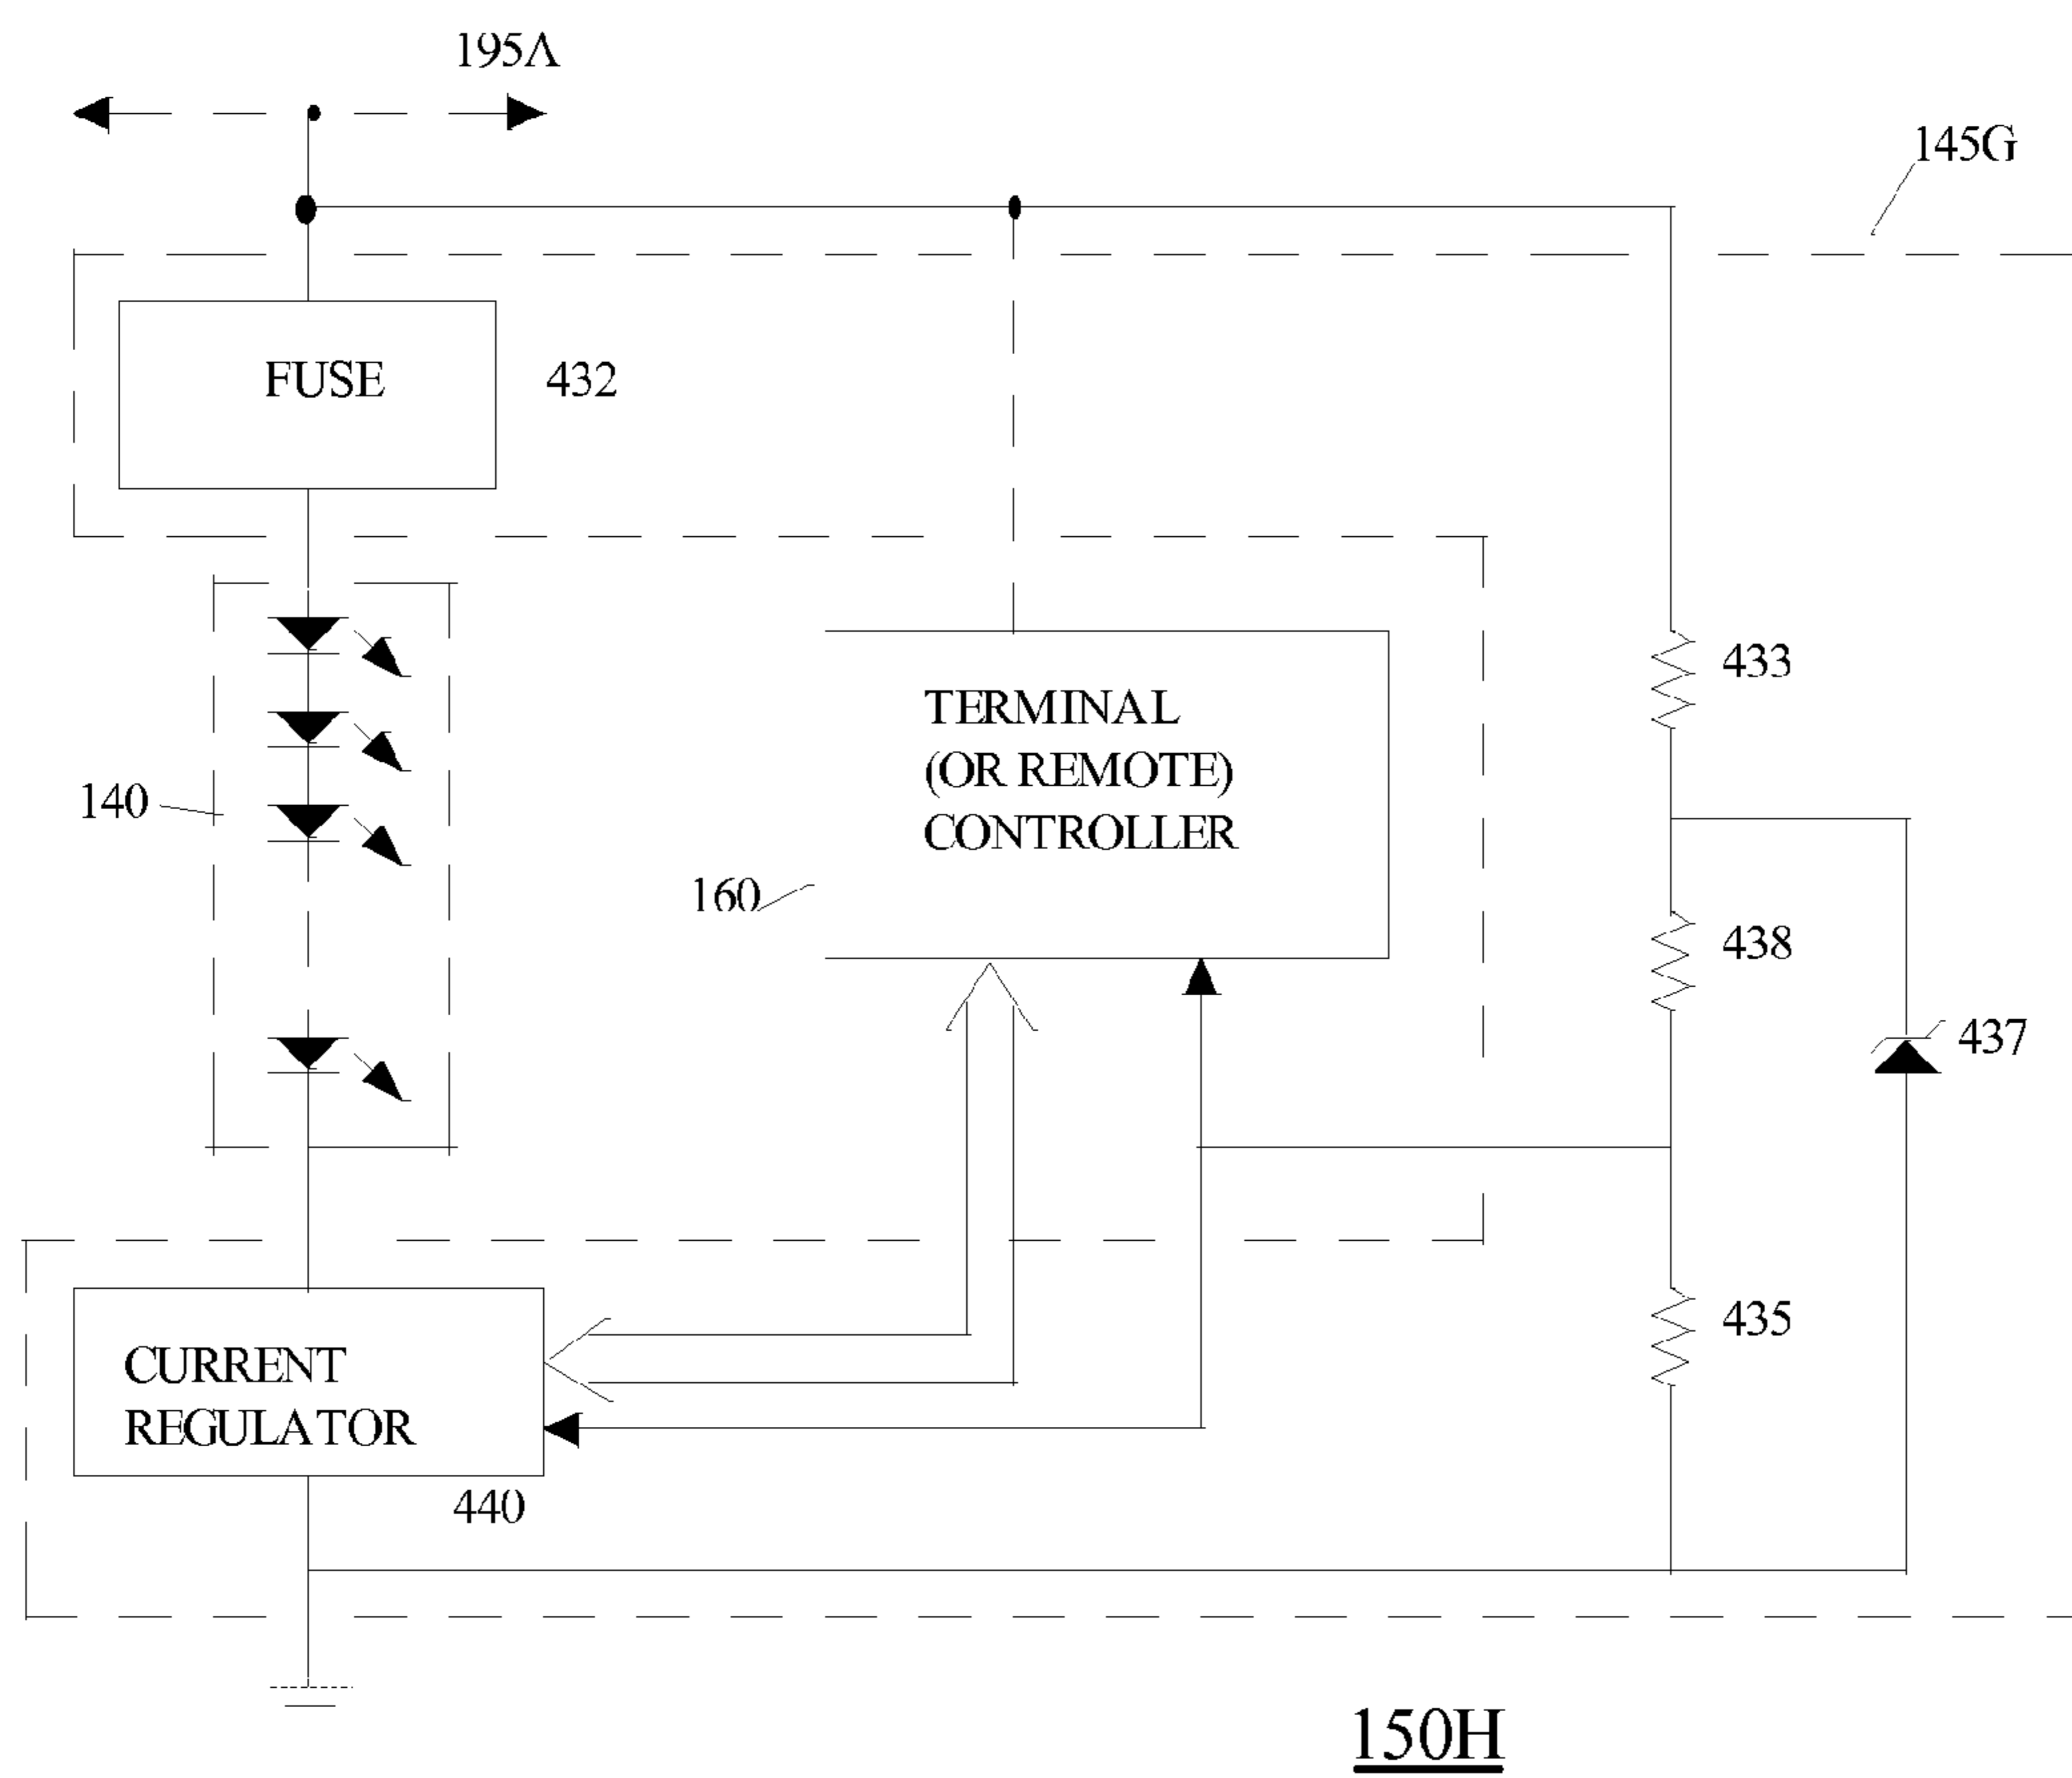 195A
145G
FUSE
432
433
TERMINAL
(OR REMOTE)
CONTROLLER
140
160
438
437
435
CURRENT
REGULATOR
440
150H